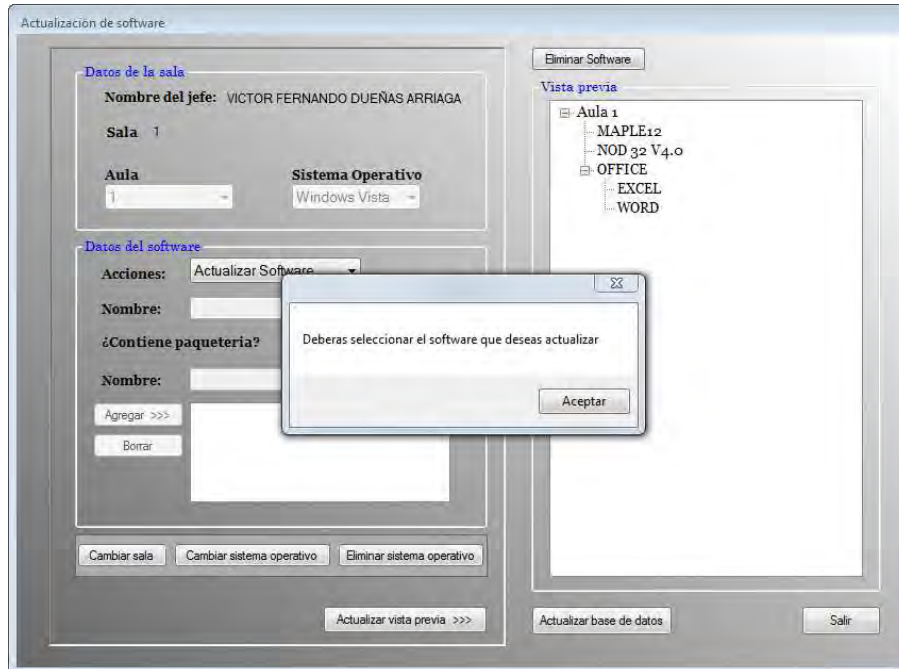 Actualización de software
Datos de la sala
Nombre del jefe: VICTOR FERNANDO DUEÑAS ARRIAGA
Sala 1
Aula Sistema Operativo
1 Windows Vista
Datos del software
Acciones: Actualizar Software
Nombre:
¿Contiene paqueteria?
Nombre:
Agregar >>>
Borrar
Cambiar sala Cambiar sistema operativo Eliminar sistema operativo
Actualizar vista previa >>>
Deberas seleccionar el software que deseas actualizar
Aceptar
Eliminar Software
Vista previa
Aula 1
MAPLE12
NOD 32 V4.0
OFFICE
EXCEL
WORD
Actualizar base de datos Salir